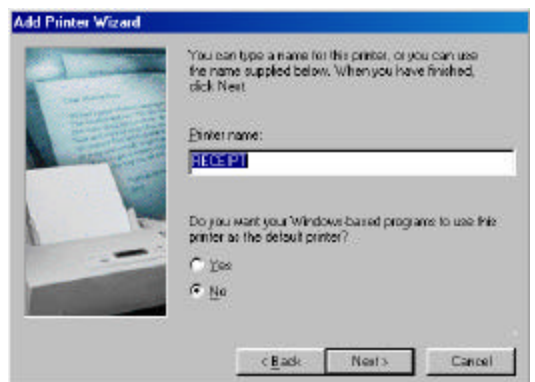 Add Printer Wizard
You can type a name for this printer, or you can use
the name supplied below. When you have finished,
click Next
Printer name:
RECEIPT
Do you want your Windows-based programs to use this
printer as the default printer?
Yes
No
< Back
Next >
Cancel